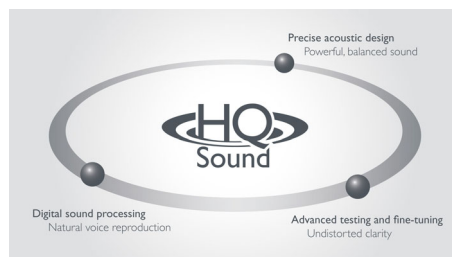 Precise acoustic design
Powerful, balanced sound
HQ
Sound
Digital sound processing
Natural voice reproduction
Advanced testing and fine-tuning
Undistorted clarity